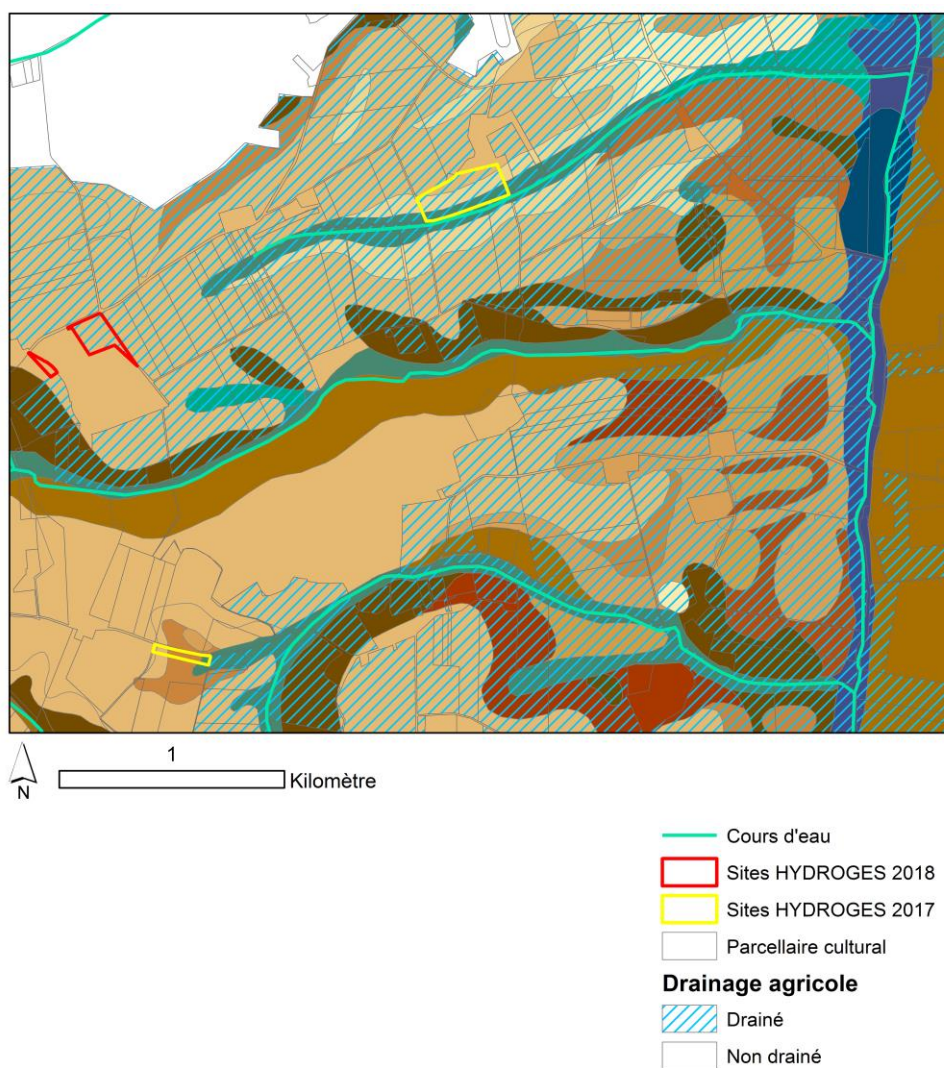 N
1
Kilomètre
Cours d'eau
Sites HYDROGES 2018
Sites HYDROGES 2017
Parcellaire cultural
Drainage agricole
Drainé
Non drainé